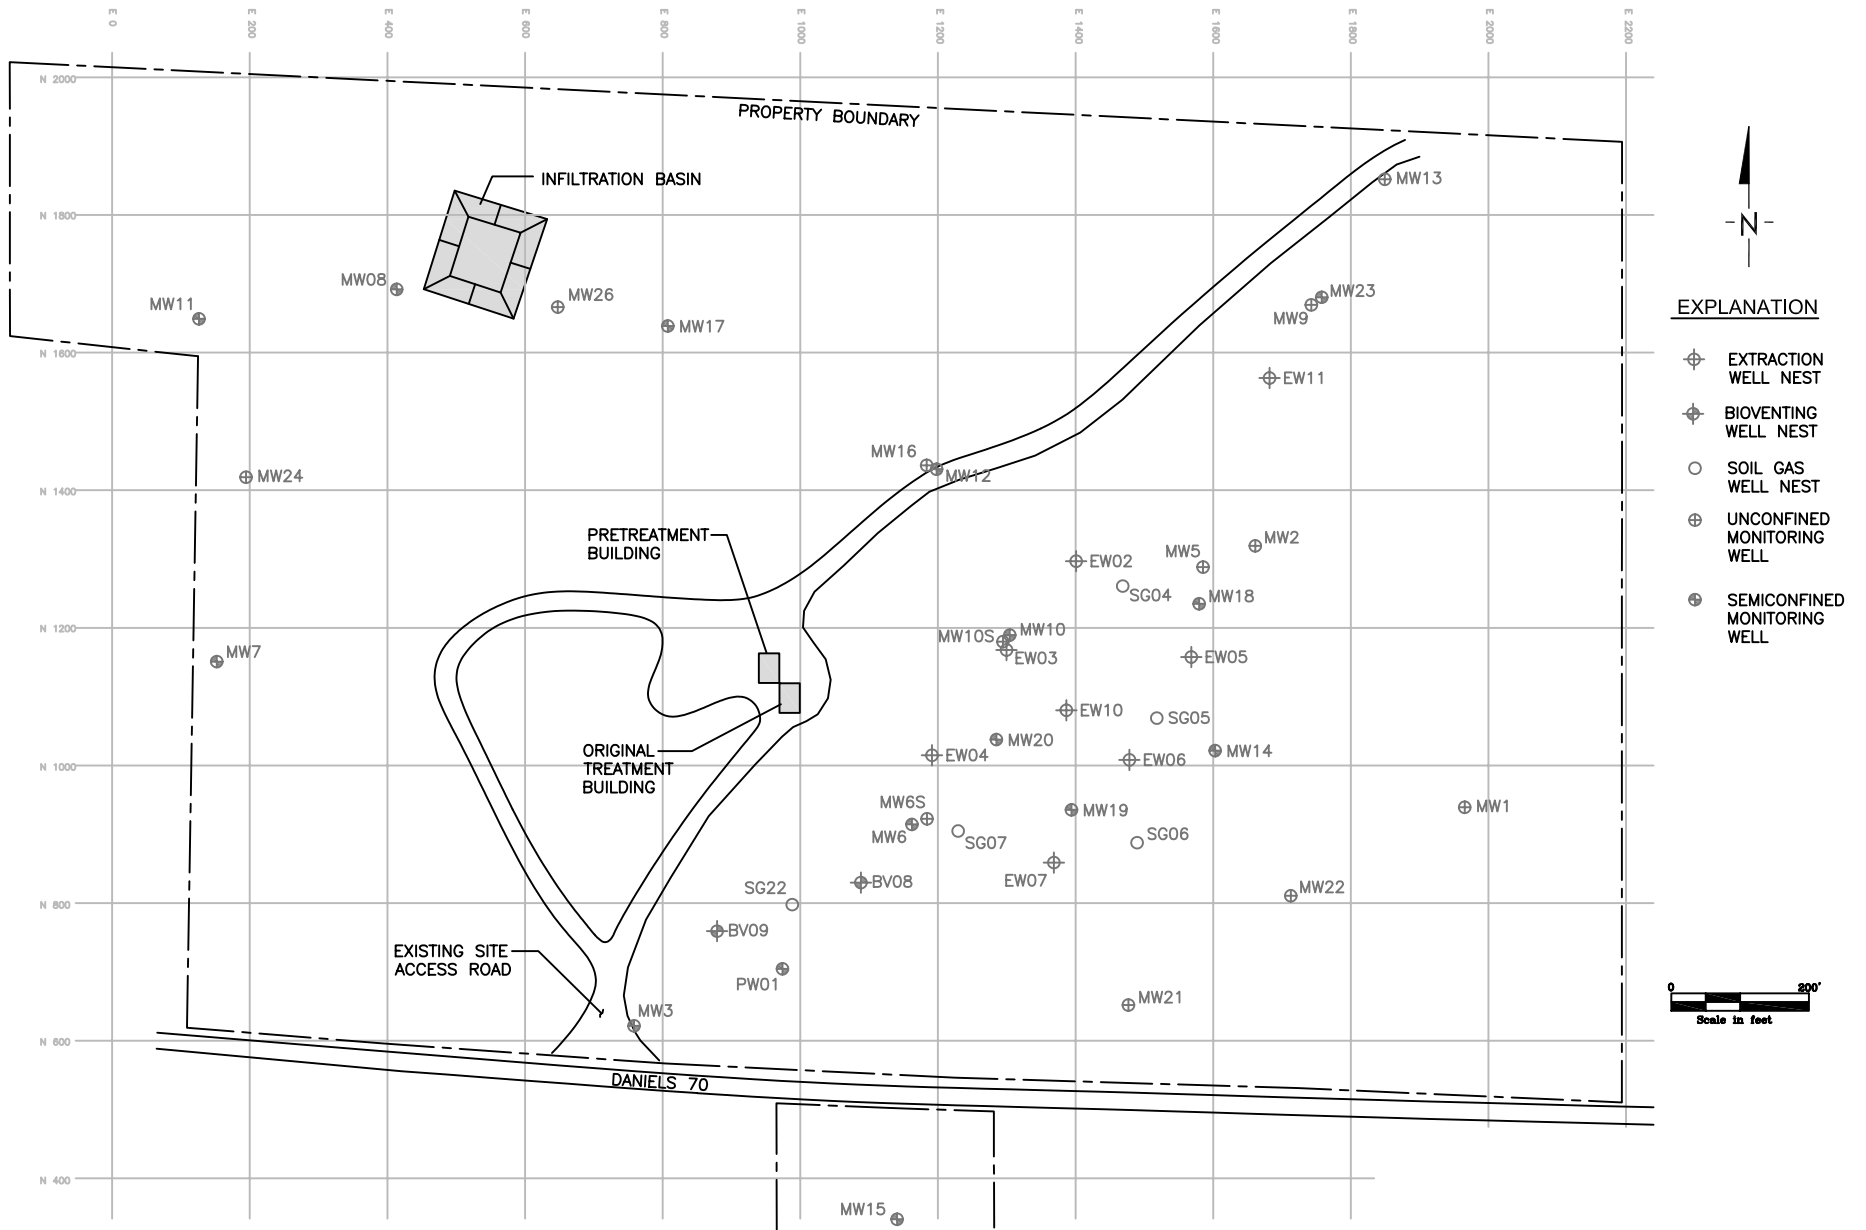 E 0
E 200
E 400
E 600
E 800
E 1000
E 1200
E 1400
E 1600
E 1800
E 2000
E 2200
N 2000
PROPERTY BOUNDARY
INFILTRATION BASIN
MW13
N 1800
N
MW08
MW26
MW11
MW17
MW23
MW9
EXPLANATION
EXTRACTION
WELL NEST
BIOVENTING
WELL NEST
SOIL GAS
WELL NEST
UNCONFINED
MONITORING
WELL
SEMICONFINED
MONITORING
WELL
N 1600
EW11
MW16
MW12
MW24
N 1400
PRETREATMENT
BUILDING
MW2
MW5
EW02
SG04
MW18
N 1200
MW10
MW10S
EW03
EW05
MW7
EW10
SG05
MW20
MW14
ORIGINAL
TREATMENT
BUILDING
EW04
EW06
N 1000
MW6S
MW6
MW19
MW1
SG07
SG06
EW07
BV08
SG22
MW22
N 800
BV09
EXISTING SITE
ACCESS ROAD
PW01
MW21
MW3
0
200'
Scale in feet
N 600
DANIELS 70
N 400
MW15